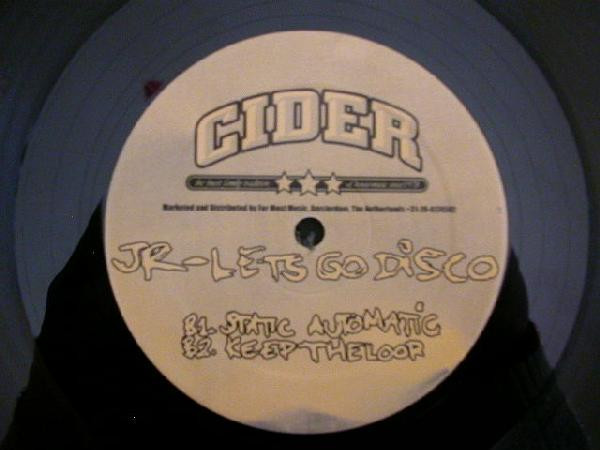 CIDER
Marketed and Distributed by For Most Music, Amsterdam, The Netherlands
JR-LETS GO DiSCO
B1. STATIC AUTOMATiC
B2. KEEP THE LOOP